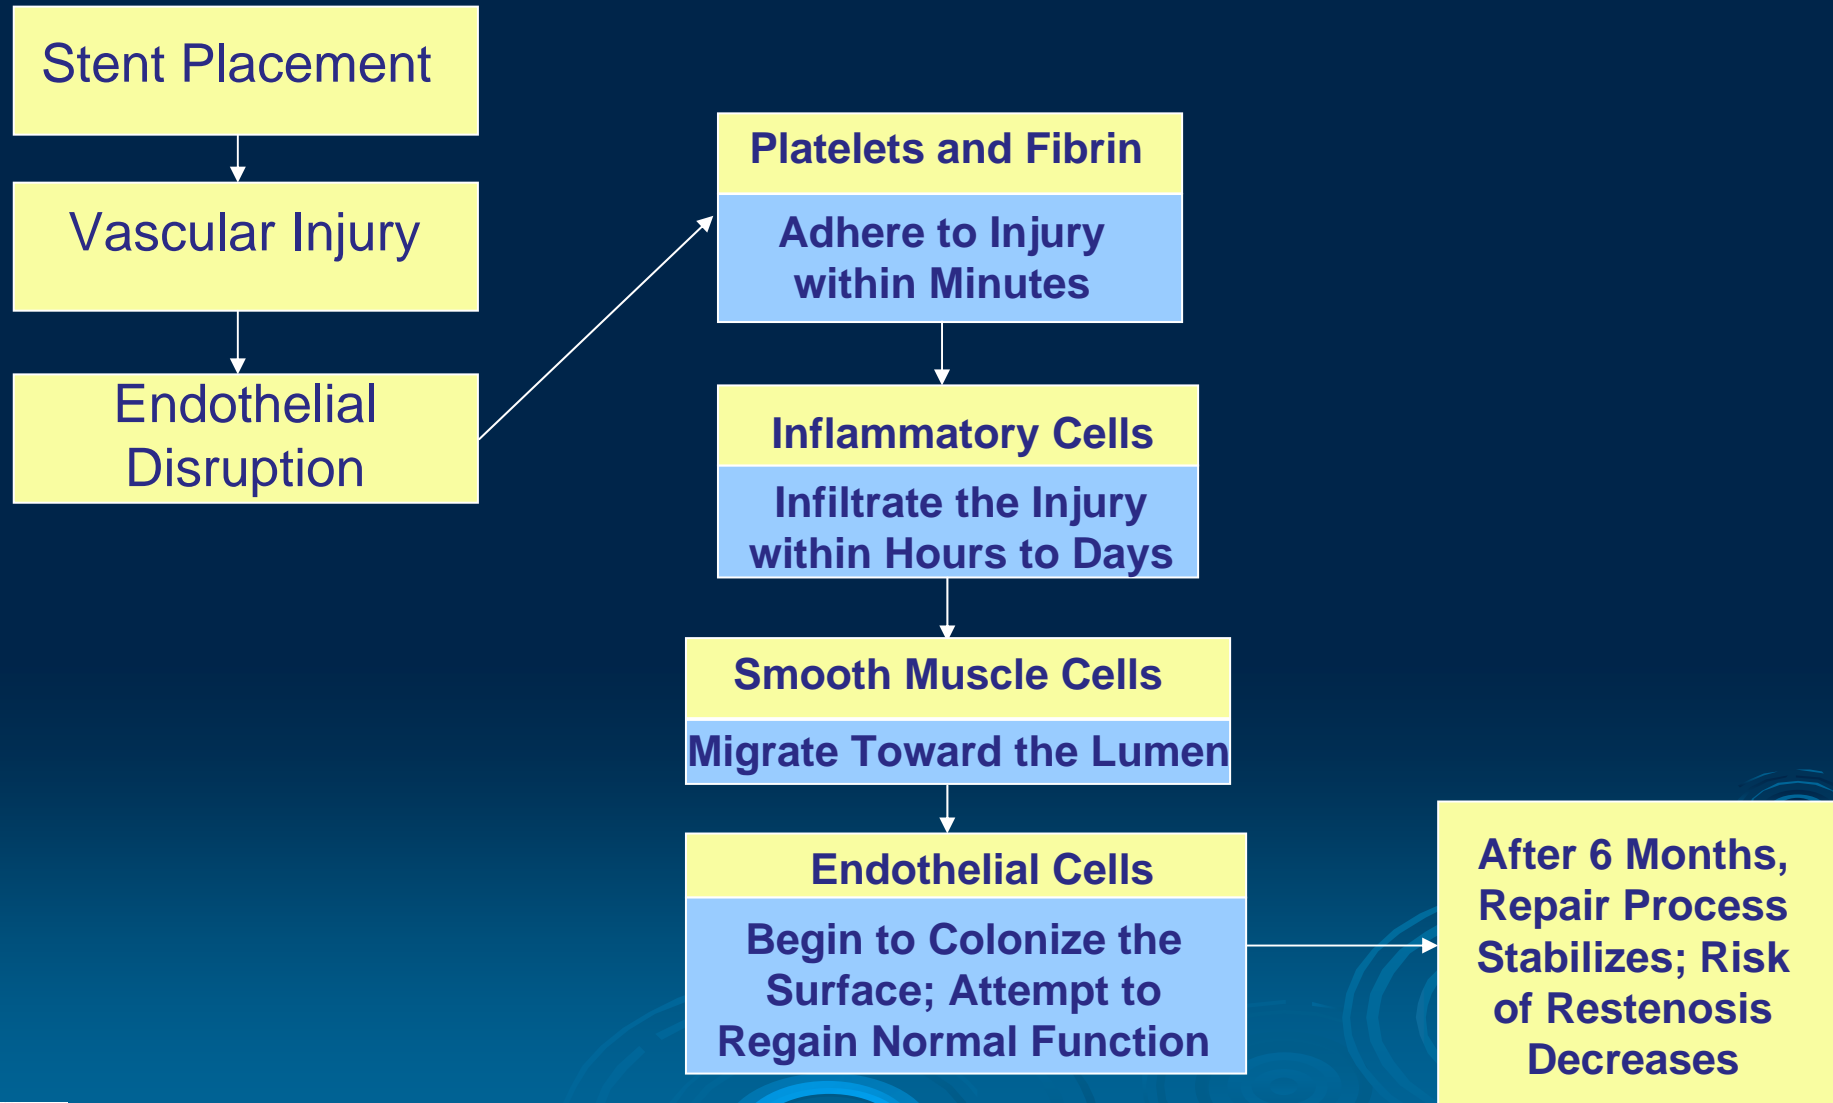 Stent Placement
Vascular Injury
Endothelial
Disruption
Platelets and Fibrin
Adhere to Injury
within Minutes
Inflammatory Cells
Infiltrate the Injury
within Hours to Days
Smooth Muscle Cells
Migrate Toward the Lumen
Endothelial Cells
Begin to Colonize the
Surface; Attempt to
Regain Normal Function
After 6 Months,
Repair Process
Stabilizes; Risk
of Restenosis
Decreases